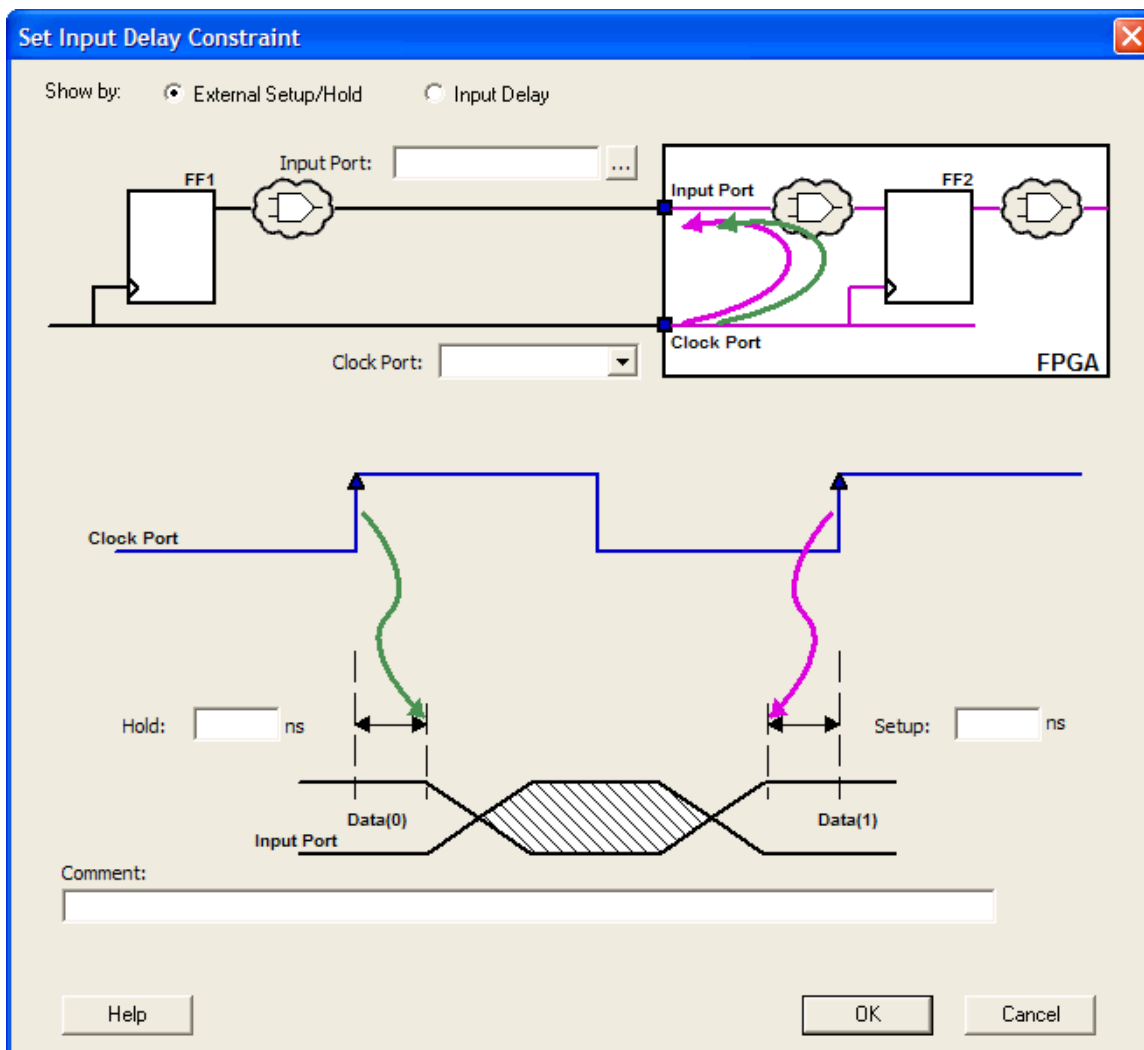 Set Input Delay Constraint
Show by: External Setup/Hold Input Delay
Input Port: ...
FF1
Input Port
FF2
Clock Port
Clock Port:
FPGA
Clock Port
Hold: ns
Setup: ns
Data(0)
Data(1)
Input Port
Comment:
Help
OK
Cancel